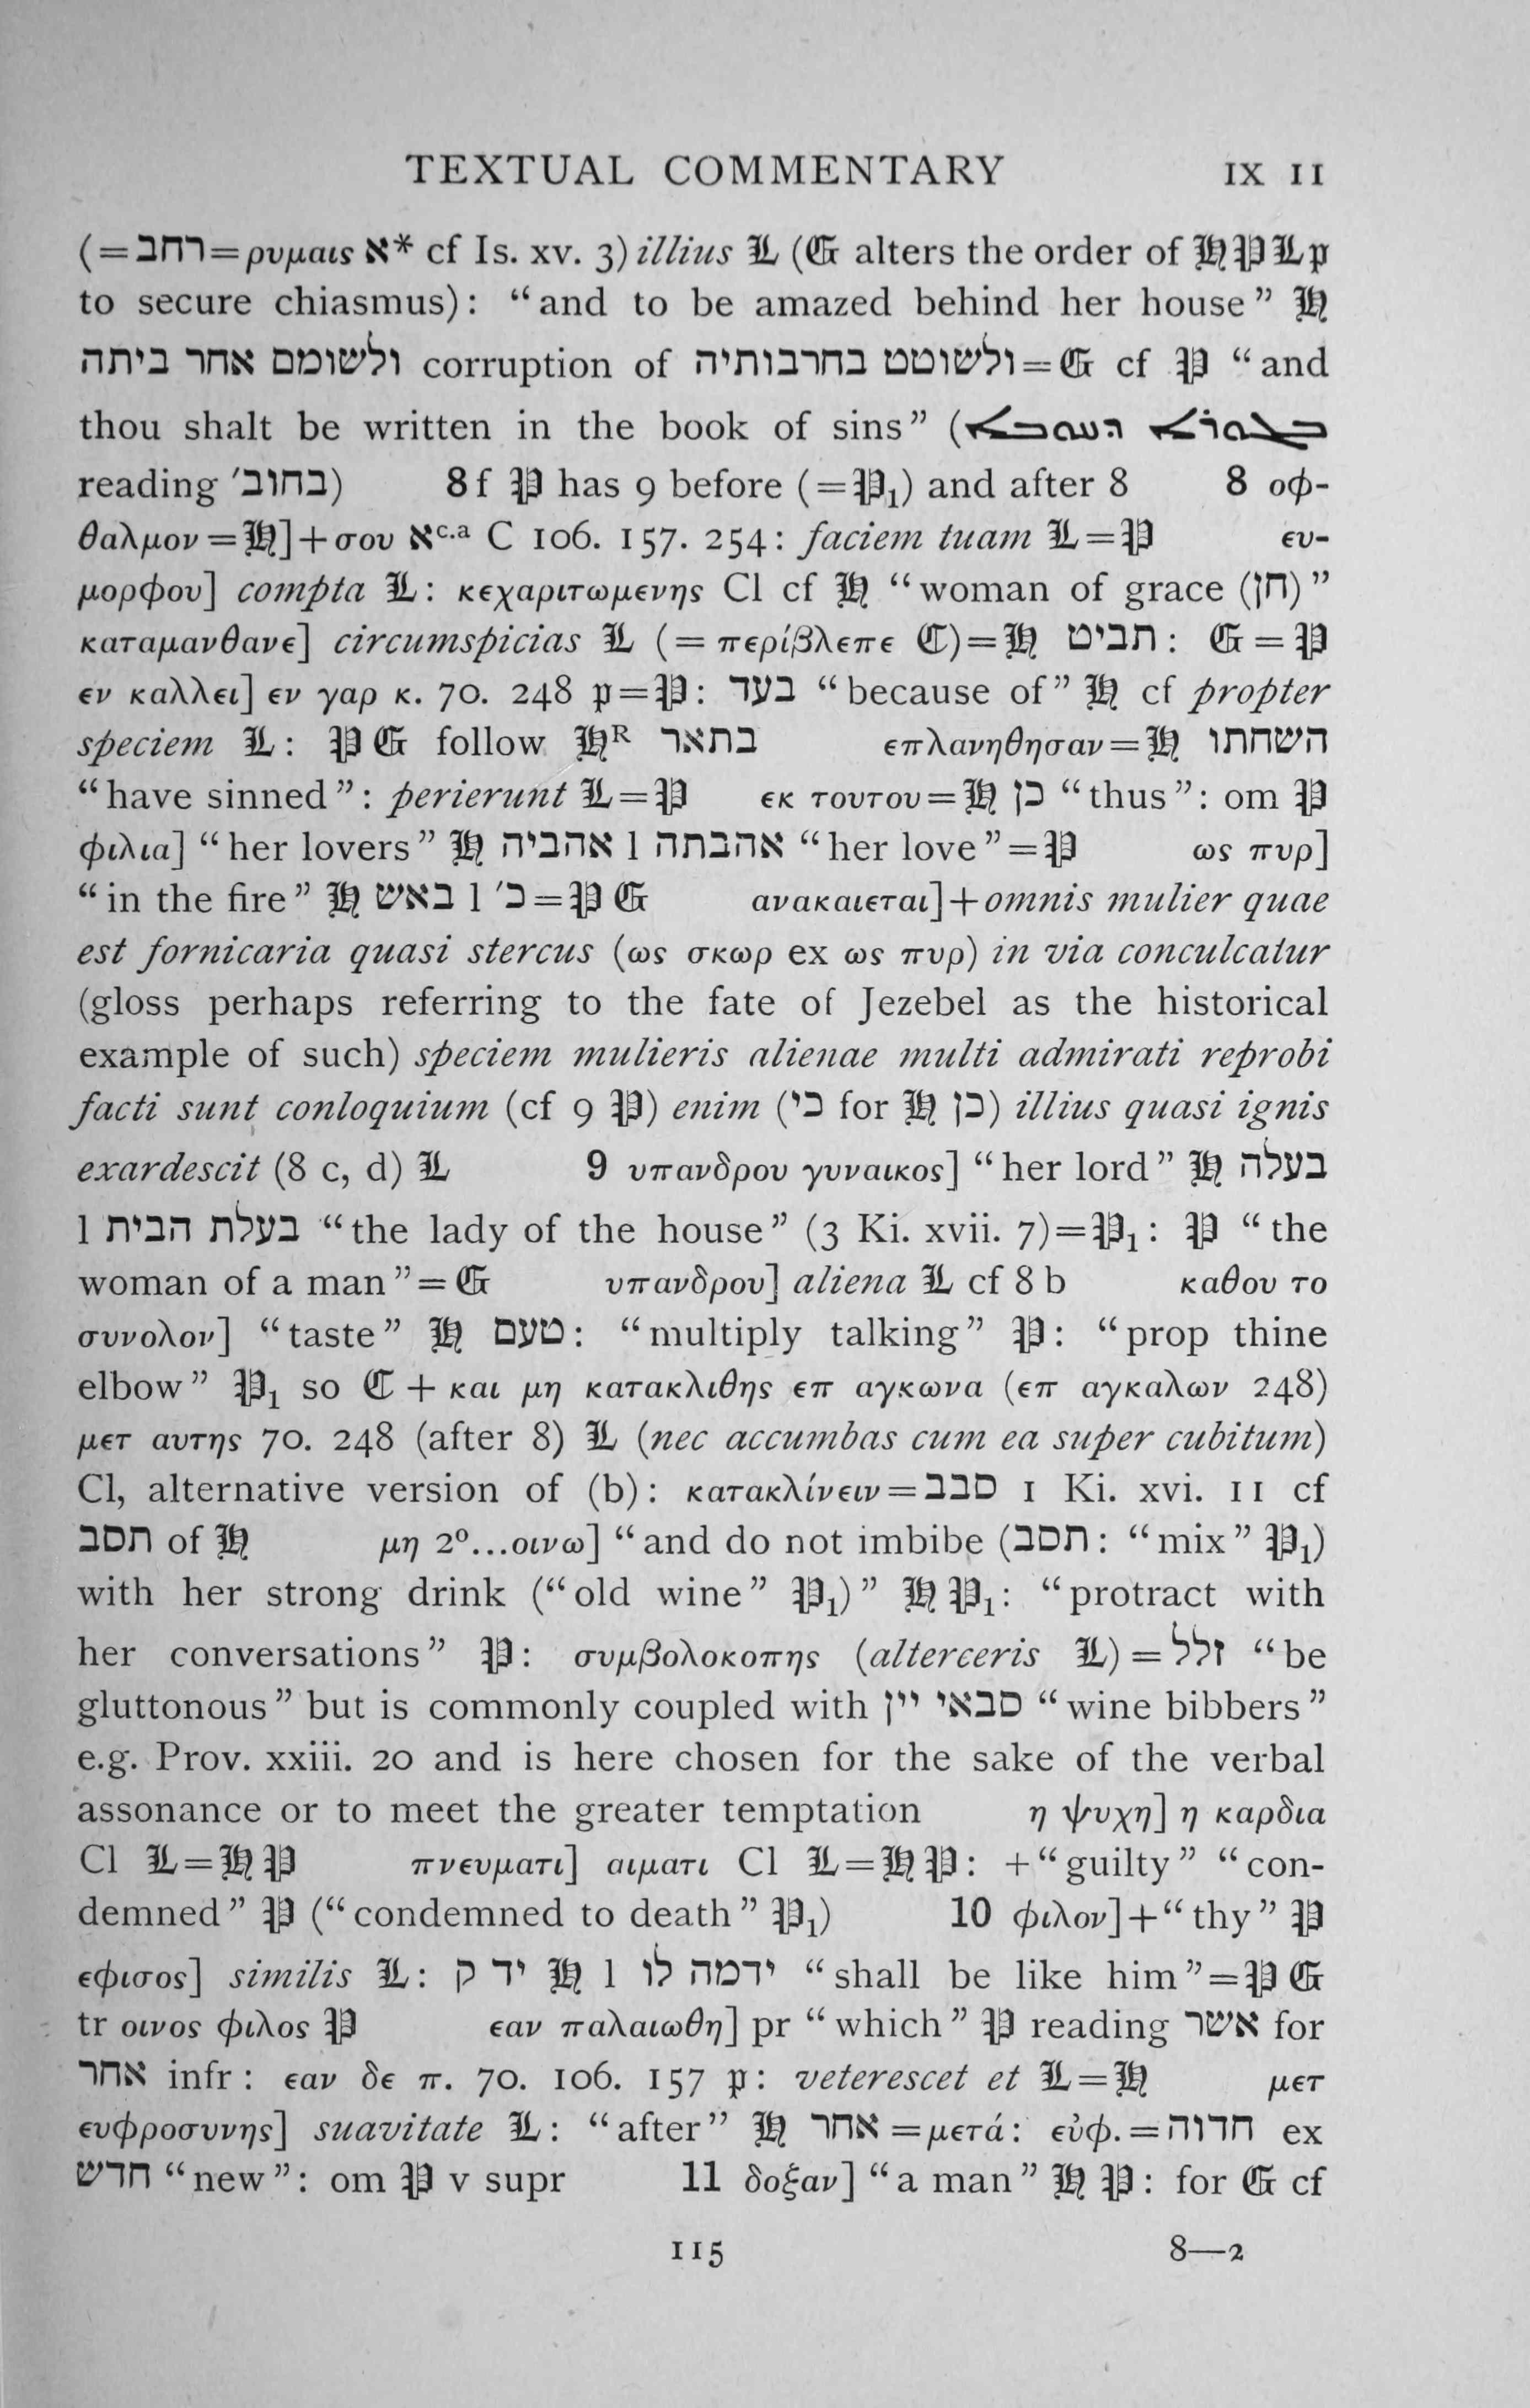 TEXTUAL COMMENTARY IX 11
(=רחב=ρυμαις א* cf Is. xv. 3) illius 𝕷 (𝕲 alters the order of 𝕳𝕻𝕷𝔭
to secure chiasmus): “and to be amazed behind her house” 𝕳
ולשומם אחר ביתה corruption of ולשוטט בחרבותיה=𝕲 cf 𝕻 “and
thou shalt be written in the book of sins” (ܒܟܬܒܐ ܕܚܘܒܐ
reading בחוב׳) 8 f 𝕻 has 9 before (=𝕻₁) and after 8 8 οφ-
θαλμον=𝕳]+σου אc.a C 106. 157. 254: faciem tuam 𝕷=𝕻 ευ-
μορφου] compta 𝕷: κεχαριτωμενης Cl cf 𝕳 “woman of grace (חן)”
καταμανθανε] circumspicias 𝕷 (= περίβλεπε ℭ)=𝕳 תביט: 𝕲=𝕻
εν καλλει] εν γαρ κ. 70. 248 𝔭=𝕻: בעד “because of” 𝕳 cf propter
speciem 𝕷: 𝕻𝕲 follow 𝕳ᴿ בתאר επλανηθησαν=𝕳 השחתו
“have sinned”: perierunt 𝕷=𝕻 εκ τουτου=𝕳 כן “thus”: om 𝕻
φιλια] “her lovers” 𝕳 אהביה l אהבתה “her love”=𝕻 ως πυρ]
“in the fire” 𝕳 באש l כ׳=𝕻𝕲 ανακαιεται]+omnis mulier quae
est fornicaria quasi stercus (ως σκωρ ex ως πυρ) in via conculcatur
(gloss perhaps referring to the fate of Jezebel as the historical
example of such) speciem mulieris alienae multi admirati reprobi
facti sunt conloquium (cf 9 𝕻) enim (כי for 𝕳 כן) illius quasi ignis
exardescit (8 c, d) 𝕷 9 υπανδρου γυναικος] “her lord” 𝕳 בעלה
l בעלת הבית “the lady of the house” (3 Ki. xvii. 7)=𝕻₁: 𝕻 “the
woman of a man”=𝕲 υπανδρου] aliena 𝕷 cf 8 b καθου το
συνολον] “taste” 𝕳 טעם: “multiply talking” 𝕻: “prop thine
elbow” 𝕻₁ so ℭ + και μη κατακλιθης επ αγκωνα (επ αγκαλων 248)
μετ αυτης 70. 248 (after 8) 𝕷 (nec accumbas cum ea super cubitum)
Cl, alternative version of (b): κατακλίνειν=סבב 1 Ki. xvi. 11 cf
תסב of 𝕳 μη 2⁰...οινω] “and do not imbibe (תסב: “mix” 𝕻₁)
with her strong drink (“old wine” 𝕻₁)” 𝕳𝕻₁: “protract with
her conversations” 𝕻: συμβολοκοπης (alterceris 𝕷)=זלל “be
gluttonous” but is commonly coupled with סבאי יין “wine bibbers”
e.g. Prov. xxiii. 20 and is here chosen for the sake of the verbal
assonance or to meet the greater temptation η ψυχη] η καρδια
Cl 𝕷=𝕳𝕻 πνευματι] αιματι Cl 𝕷=𝕳𝕻: +“guilty” “con-
demned” 𝕻 (“condemned to death” 𝕻₁) 10 φιλον]+“thy” 𝕻
εφισος] similis 𝕷: יד ק 𝕳 l ידמה לו “shall be like him”=𝕻𝕲
tr οινος φιλος 𝕻 εαν παλαιωθη] pr “which” 𝕻 reading אשר for
אחר infr: εαν δε π. 70. 106. 157 𝔭: veterescet et 𝕷=𝕳 μετ
ευφροσυνης] suavitate 𝕷: “after” 𝕳 אחר=μετά: εὐφ.=חדוה ex
חדש “new”: om 𝕻 v supr 11 δοξαν] “a man” 𝕳𝕻: for 𝕲 cf
115 8—2